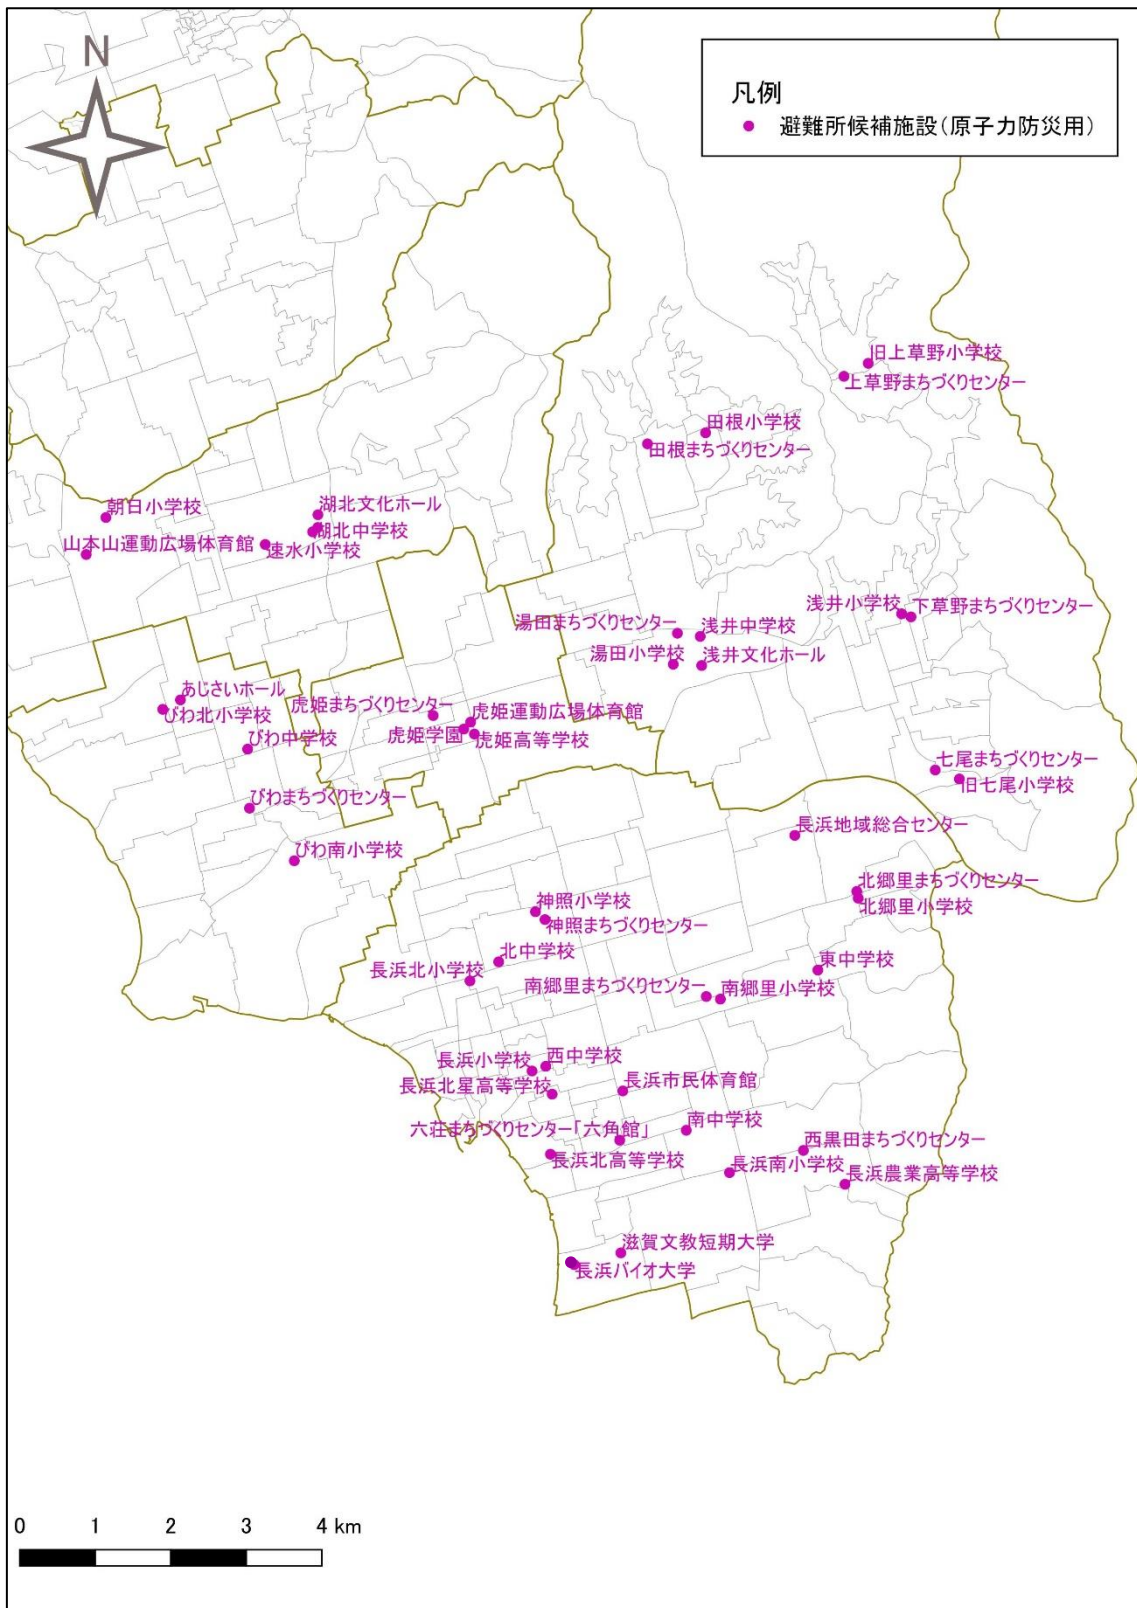 N
凡例
避難所候補施設(原子力防災用)
旧上草野小学校
上草野まちづくりセンター
田根小学校
田根まちづくりセンター
朝日小学校
湖北文化ホール
湖北中学校
山本山運動広場体育館
速水小学校
浅井小学校
下草野まちづくりセンター
湯田まちづくりセンター
浅井中学校
湯田小学校
浅井文化ホール
あじさいホール
びわ北小学校
虎姫まちづくりセンター
虎姫運動広場体育館
虎姫学園
虎姫高等学校
びわ中学校
七尾まちづくりセンター
旧七尾小学校
びわまちづくりセンター
長浜地域総合センター
びわ南小学校
北郷里まちづくりセンター
北郷里小学校
神照小学校
神照まちづくりセンター
北中学校
東中学校
長浜北小学校
南郷里まちづくりセンター
南郷里小学校
長浜小学校
西中学校
長浜北星高等学校
長浜市民体育館
六荘まちづくりセンター「六角館」
南中学校
西黒田まちづくりセンター
長浜北高等学校
長浜南小学校
長浜農業高等学校
滋賀文教短期大学
長浜バイオ大学
0 1 2 3 4 km